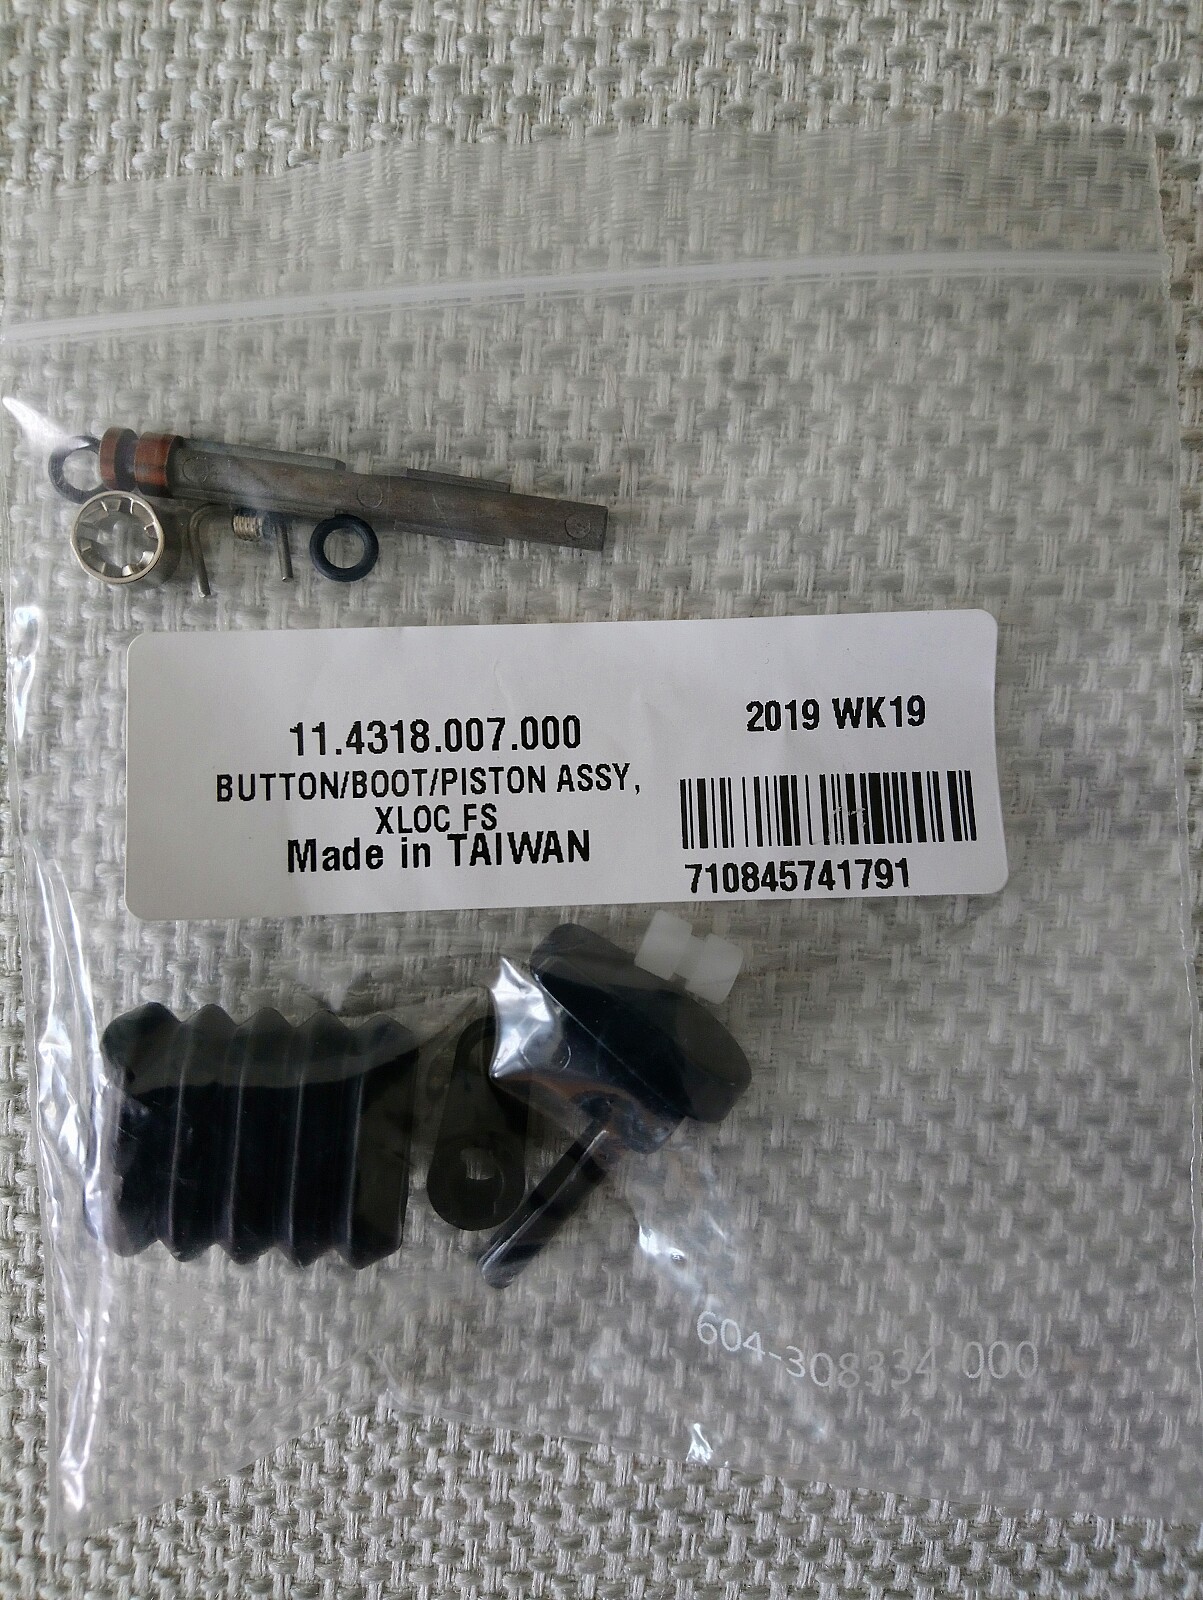 11.4318.007.000
BUTTON/BOOT/PISTON ASSY,
XLOC FS
Made in TAIWAN
2019 WK19
710845741791
604-308334-000